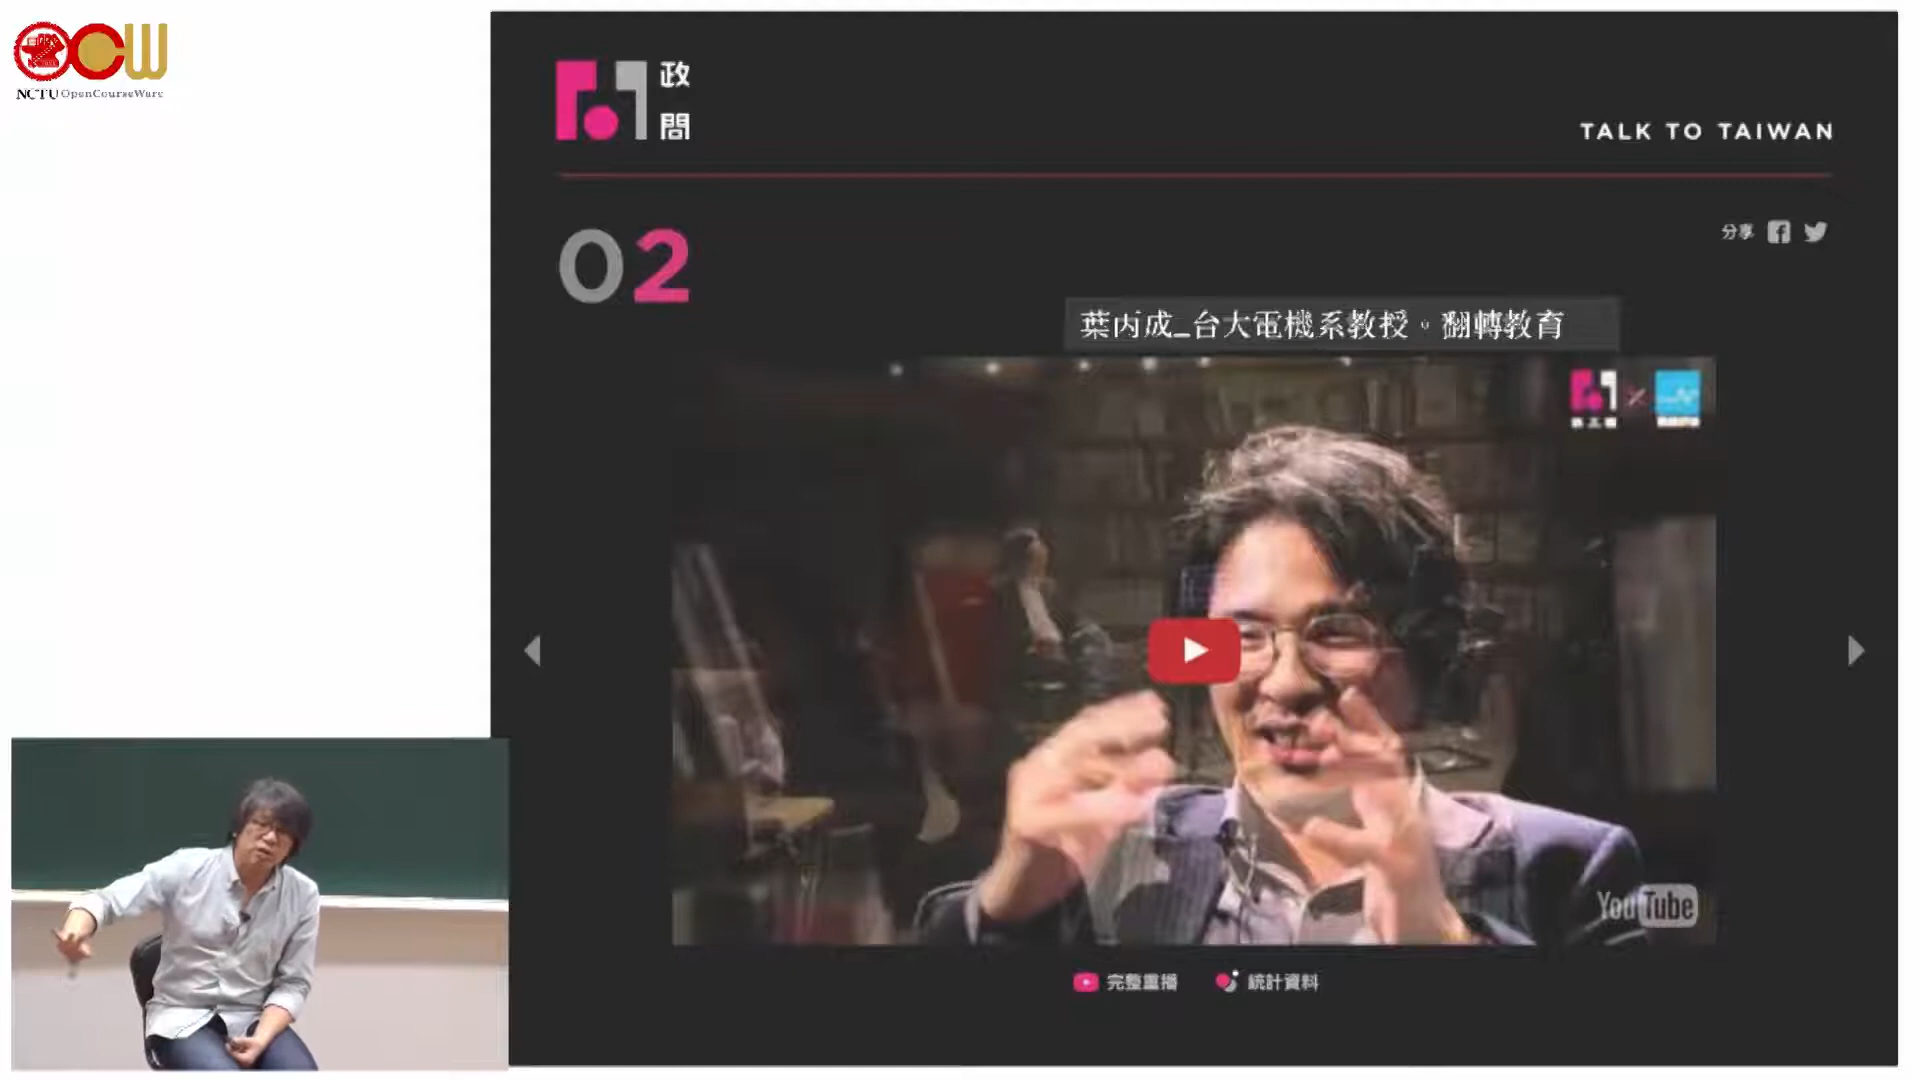 NCTU OpenCourseWare
政
問
TALK TO TAIWAN
02
分享
葉丙成_台大電機系教授。翻轉教育
YouTube
完整重播
統計資料